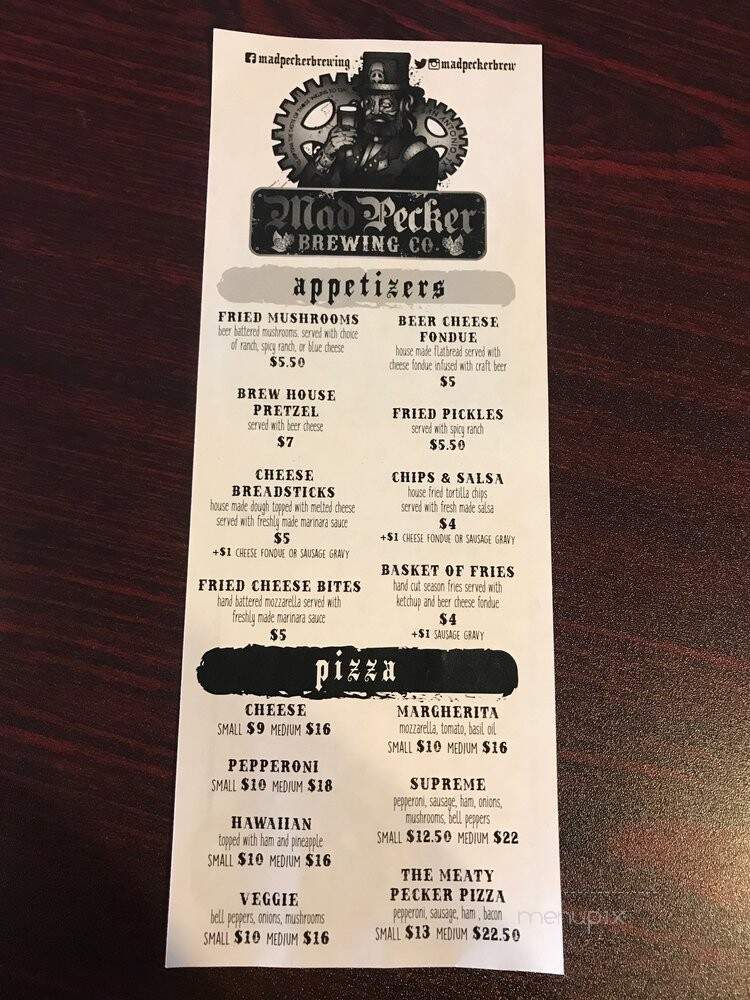 madpeckerbrewing
madpeckerbrew
SAN ANTONIO
Mad Pecker
BREWING CO.
appetizers
FRIED MUSHROOMS
beer battered mushrooms. served with choice
of ranch, spicy ranch, or blue cheese
$5.50
BREW HOUSE
PRETZEL
served with beer cheese
$7
CHEESE
BREADSTICKS
house made dough topped with melted cheese
served with freshly made marinara sauce
$5
+$1 CHEESE FONDUE OR SAUSAGE GRAVY
FRIED CHEESE BITES
hand battered mozzarella served with
freshly made marinara sauce
$5
BEER CHEESE
FONDUE
house made flatbread served with
cheese fondue infused with craft beer
$5
FRIED PICKLES
served with spicy ranch
$5.50
CHIPS & SALSA
house fried tortilla chips
served with fresh made salsa
$4
+$1 CHEESE FONDUE OR SAUSAGE GRAVY
BASKET OF FRIES
hand cut season fries served with
ketchup and beer cheese fondue
$4
+$1 SAUSAGE GRAVY
pizza
CHEESE
SMALL $9 MEDIUM $16
PEPPERONI
SMALL $10 MEDIUM $18
HAWAIIAN
topped with ham and pineapple
SMALL $10 MEDIUM $16
VEGGIE
bell peppers, onions, mushrooms
SMALL $10 MEDIUM $16
MARGHERITA
mozzarella, tomato, basil oil
SMALL $10 MEDIUM $16
SUPREME
pepperoni, sausage, ham, onions,
mushrooms, bell peppers
SMALL $12.50 MEDIUM $22
THE MEATY
PECKER PIZZA
pepperoni, sausage, ham, bacon
SMALL $13 MEDIUM $22.50
menupix